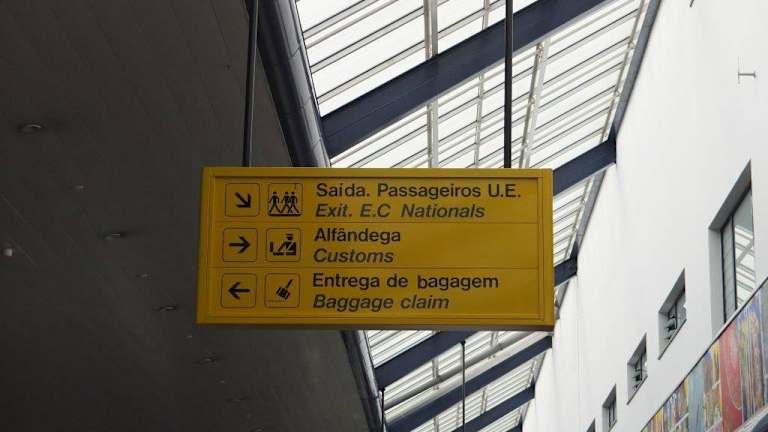 Saída. Passageiros U.E.
Exit. E.C Nationals
Alfândega
Customs
Entrega de bagagem
Baggage claim